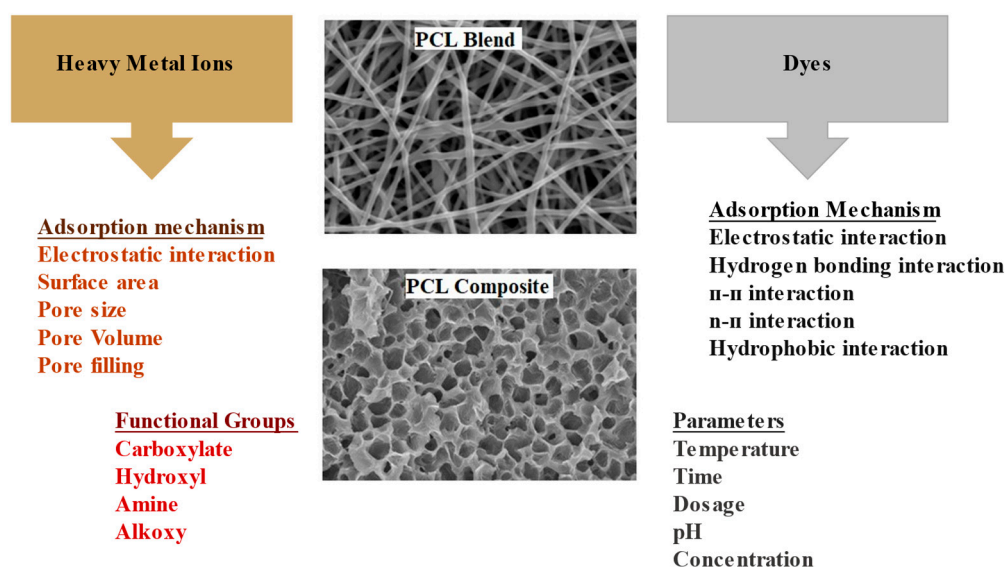 Heavy Metal Ions
Adsorption mechanism
Electrostatic interaction
Surface area
Pore size
Pore Volume
Pore filling
Functional Groups
Carboxylate
Hydroxyl
Amine
Alkoxy
PCL Blend
PCL Composite
Dyes
Adsorption Mechanism
Electrostatic interaction
Hydrogen bonding interaction
п-п interaction
n-п interaction
Hydrophobic interaction
Parameters
Temperature
Time
Dosage
pH
Concentration